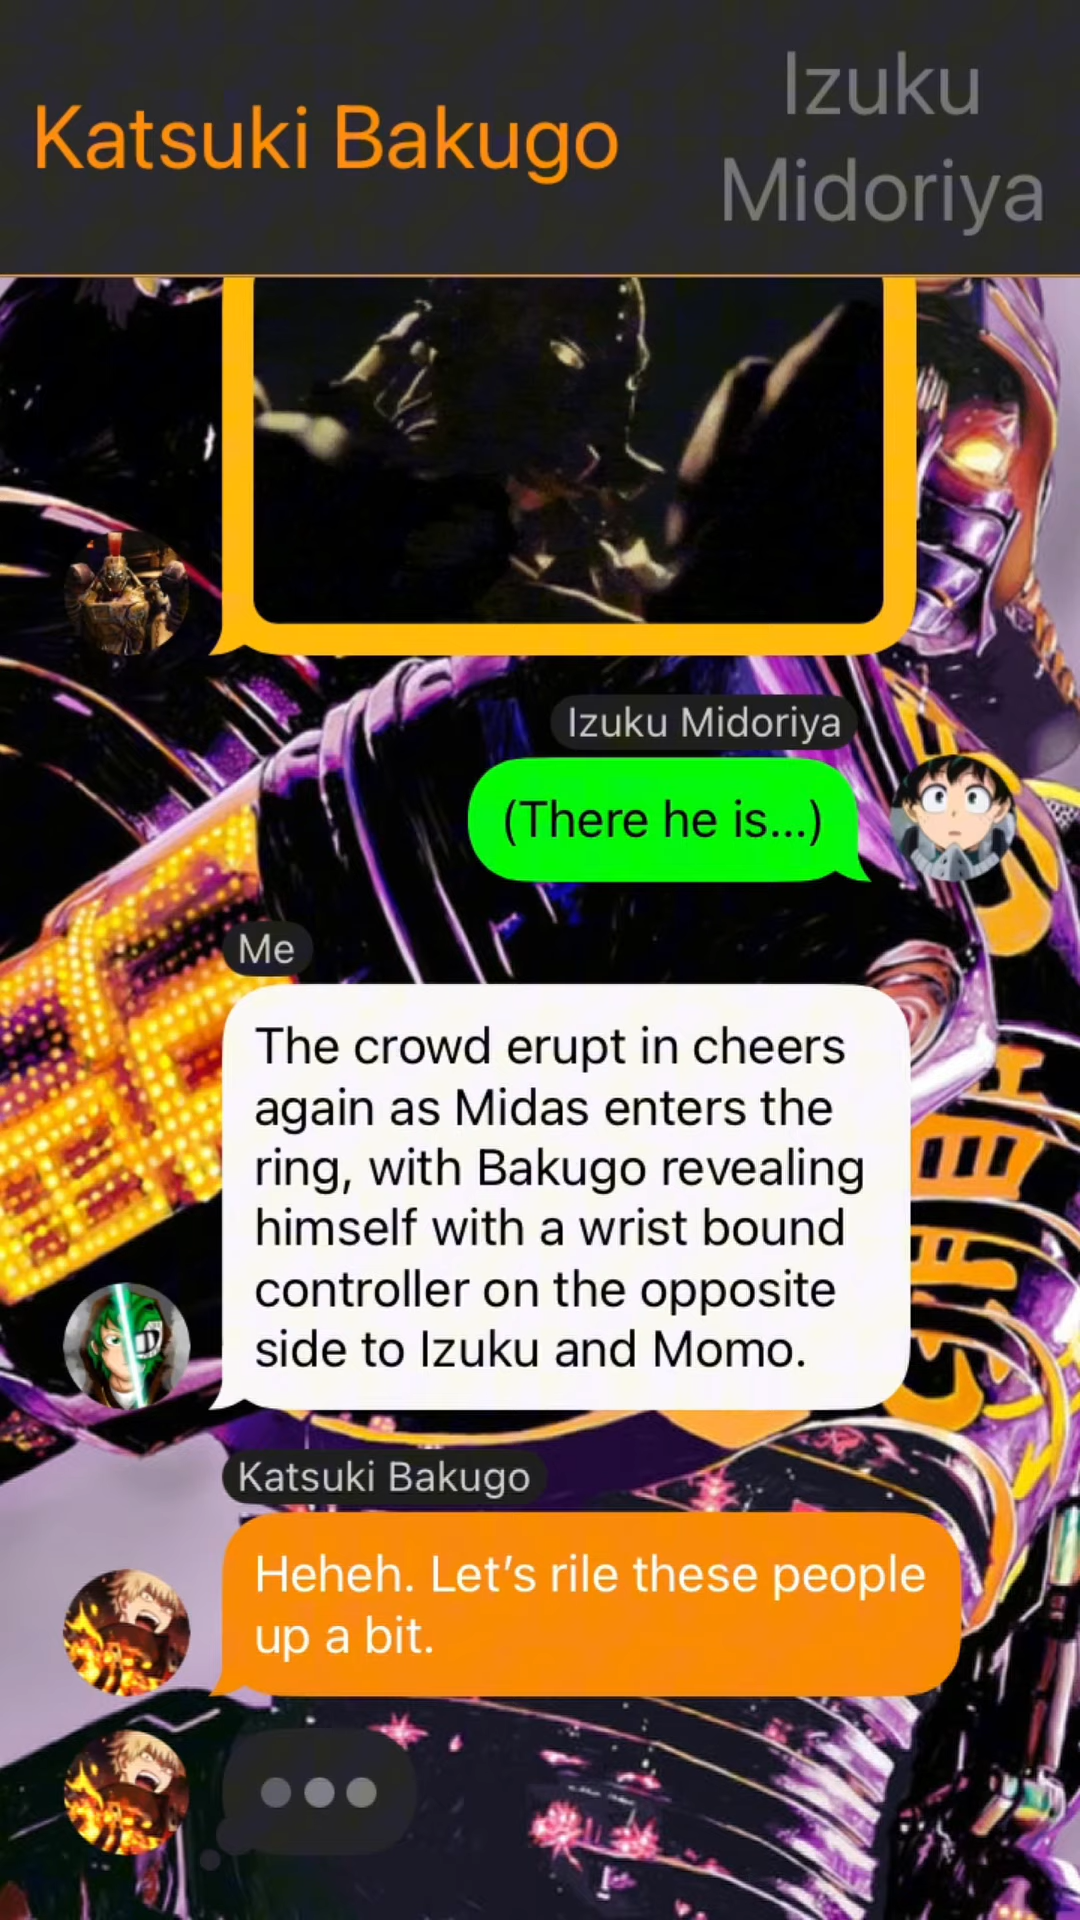 Katsuki Bakugo
Izuku
Midoriya
Izuku Midoriya
(There he is...)
Me
The crowd erupt in cheers
again as Midas enters the
ring, with Bakugo revealing
himself with a wrist bound
controller on the opposite
side to Izuku and Momo.
Katsuki Bakugo
Heheh. Let’s rile these people
up a bit.